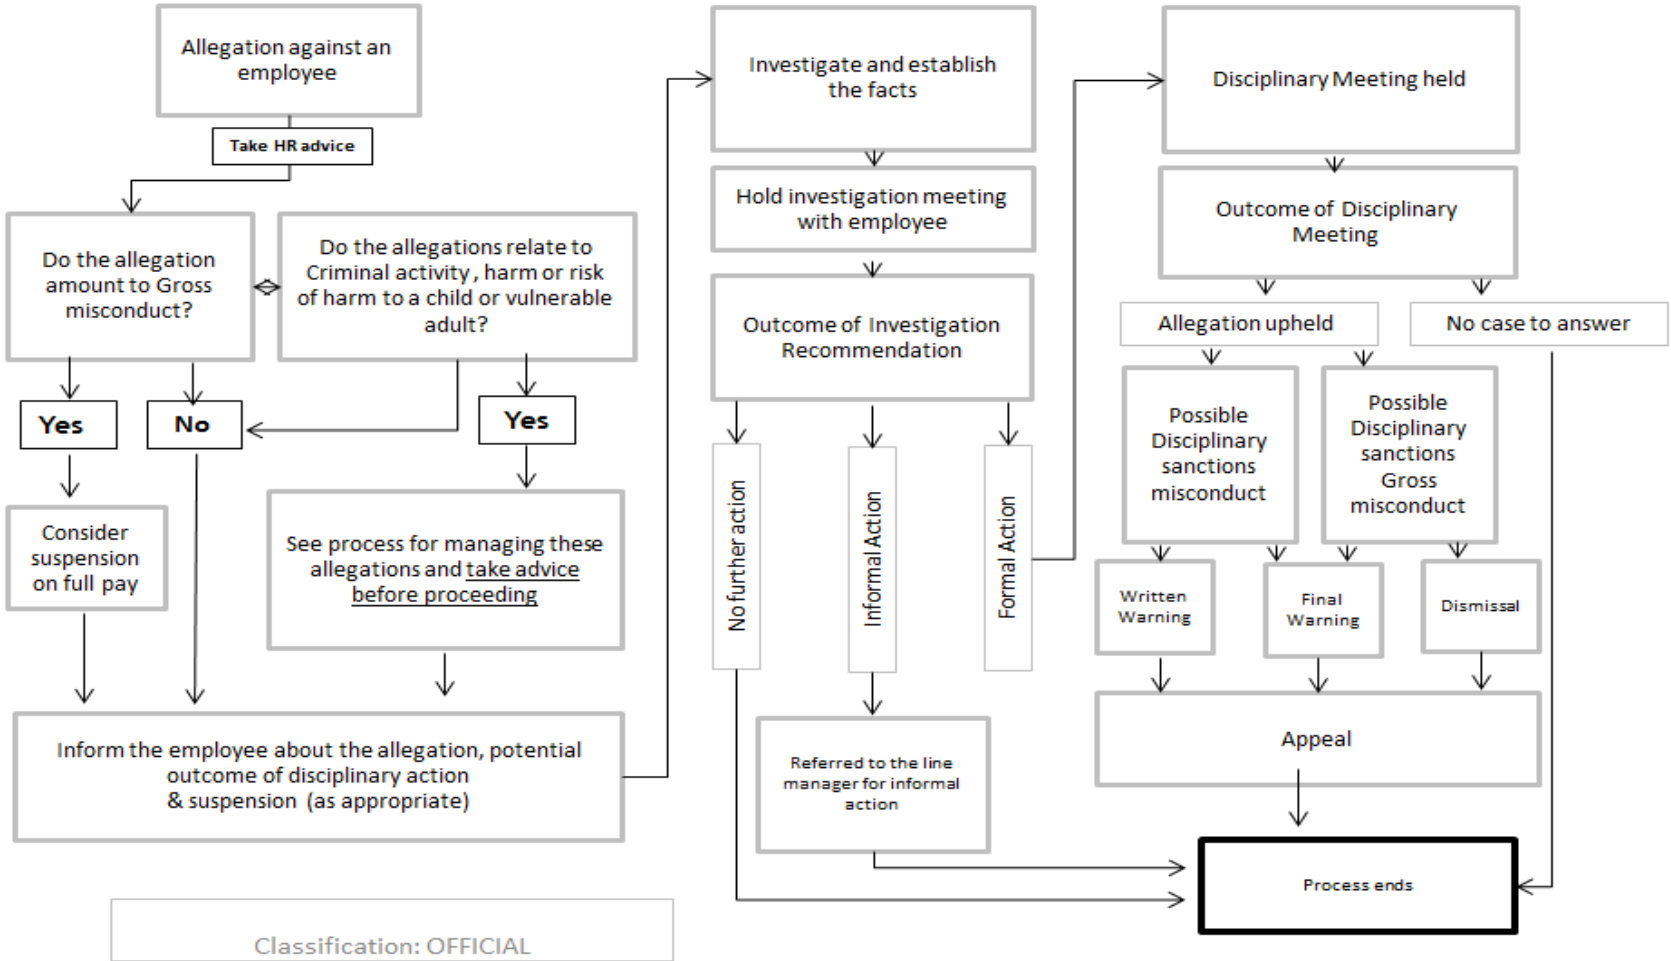 Allegation against an
employee
Take HR advice
Do the allegation
amount to Gross
misconduct?
Do the allegations relate to
Criminal activity , harm or risk
of harm to a child or vulnerable
adult?
Yes
No
Yes
Consider
suspension
on full pay
See process for managing these
allegations and take advice
before proceeding
Inform the employee about the allegation, potential
outcome of disciplinary action
& suspension (as appropriate)
Classification: OFFICIAL
Investigate and establish
the facts
Hold investigation meeting
with employee
Outcome of Investigation
Recommendation
No further action
Informal Action
Formal Action
Referred to the line
manager for informal
action
Disciplinary Meeting held
Outcome of Disciplinary
Meeting
Allegation upheld
No case to answer
Possible
Disciplinary
sanctions
misconduct
Possible
Disciplinary
sanctions
Gross
misconduct
Written
Warning
Final
Warning
Dismissal
Appeal
Process ends